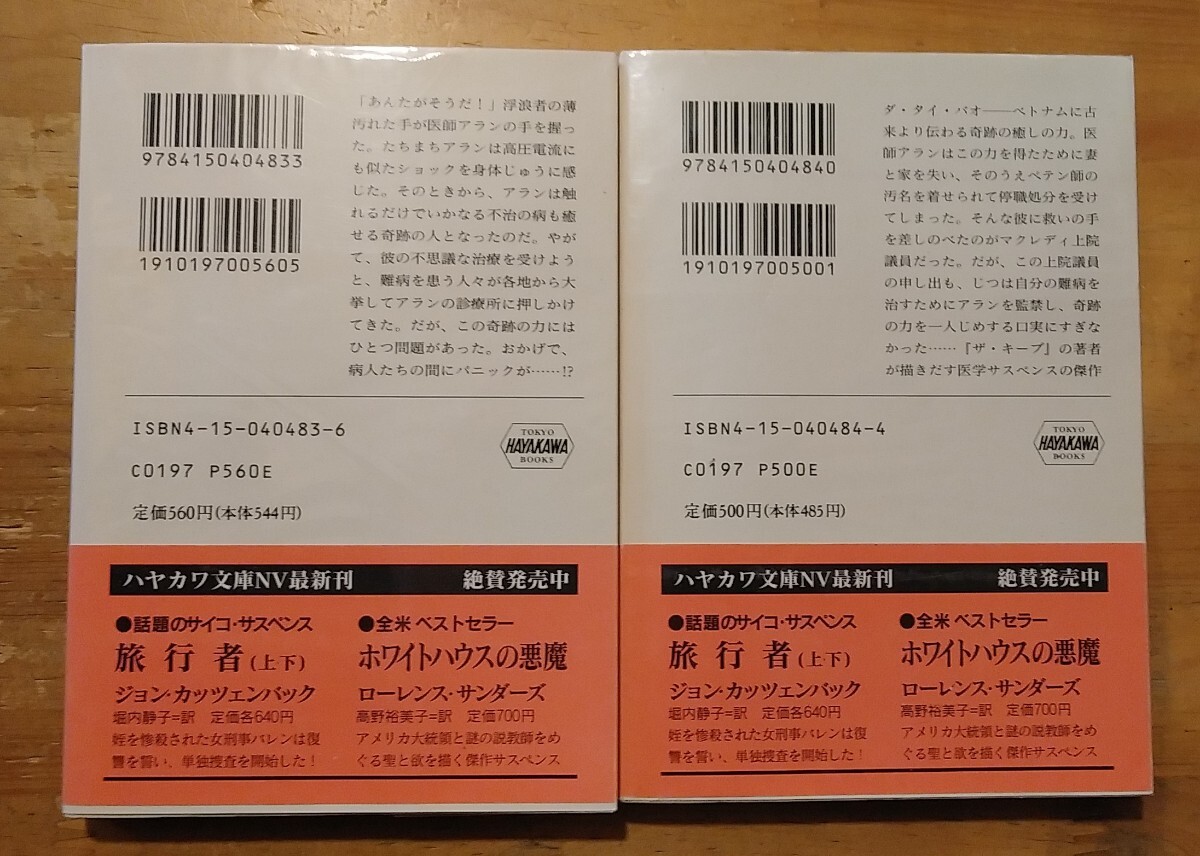 9784150404833
1910197005605
「あんたがそうだ！」浮浪者の薄
汚れた手が医師アランの手を握っ
た。たちまちアランは高圧電流に
も似たショックを身体じゅうに感
じた。そのときから、アランは触
れるだけでいかなる不治の病も癒
せる奇跡の人となったのだ。やが
て、彼の不思議な治療を受けよう
と、難病を患う人々が各地から大
挙してアランの診療所に押しかけ
てきた。だが、この奇跡の力には
ひとつ問題があった。おかげで、
病人たちの間にパニックが……!?
ISBN4-15-040483-6
C0197 P560E
定価560円(本体544円)
TOKYO
HAYAKAWA
BOOKS
ハヤカワ文庫NV最新刊 絶賛発売中
●話題のサイコ・サスペンス
旅行者(上下)
ジョン・カッツェンバック
堀内静子=訳 定価各640円
姪を惨殺された女刑事バレンは復
讐を誓い、単独捜査を開始した！
●全米ベストセラー
ホワイトハウスの悪魔
ローレンス・サンダーズ
高野裕美子=訳 定価700円
アメリカ大統領と謎の説教師をめ
ぐる聖と欲を描く傑作サスペンス
9784150404840
1910197005001
ダ・タイ・バオ――ベトナムに古
来より伝わる奇跡の癒しの力。医
師アランはこの力を得たために妻
と家を失い、そのうえペテン師の
汚名を着せられて停職処分を受け
てしまった。そんな彼に救いの手
を差しのべたのがマクレディ上院
議員だった。だが、この上院議員
の申し出も、じつは自分の難病を
治すためにアランを監禁し、奇跡
の力を一人じめする口実にすぎな
かった……『ザ・キープ』の著者
が描きだす医学サスペンスの傑作
ISBN4-15-040484-4
C0197 P500E
定価500円(本体485円)
TOKYO
HAYAKAWA
BOOKS
ハヤカワ文庫NV最新刊 絶賛発売中
●話題のサイコ・サスペンス
旅行者(上下)
ジョン・カッツェンバック
堀内静子=訳 定価各640円
姪を惨殺された女刑事バレンは復
讐を誓い、単独捜査を開始した！
●全米ベストセラー
ホワイトハウスの悪魔
ローレンス・サンダーズ
高野裕美子=訳 定価700円
アメリカ大統領と謎の説教師をめ
ぐる聖と欲を描く傑作サスペンス